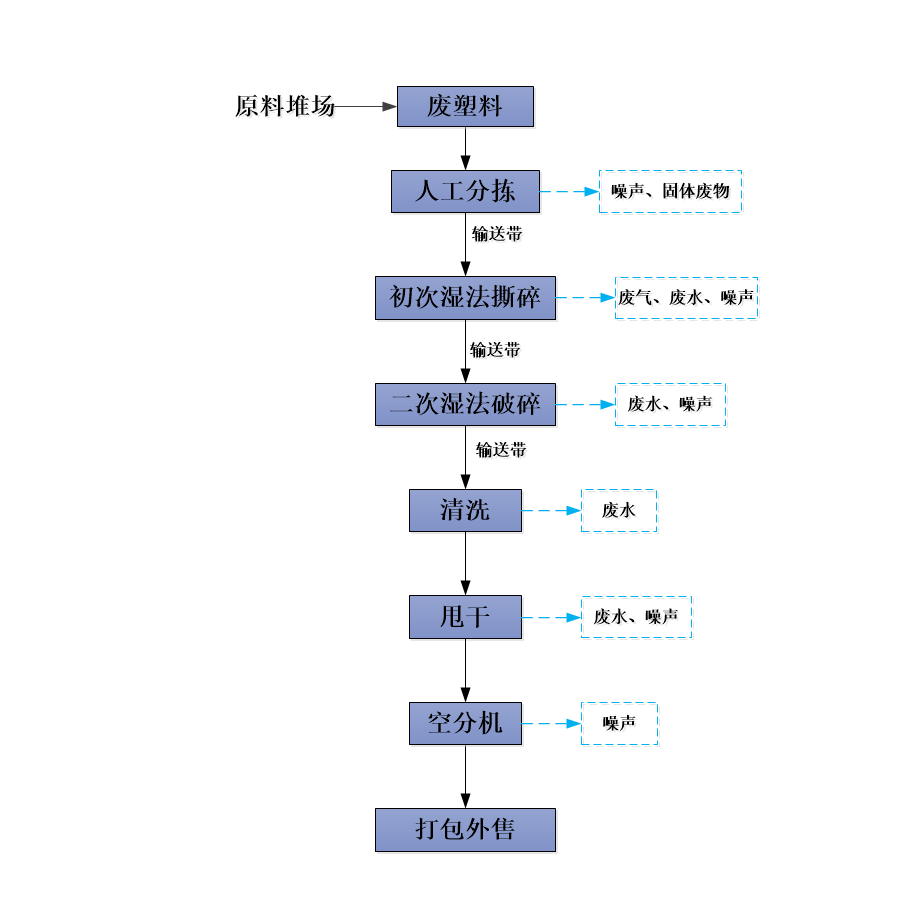 原料堆场
废塑料
人工分拣
噪声、固体废物
输送带
初次湿法撕碎
废气、废水、噪声
输送带
二次湿法破碎
废水、噪声
输送带
清洗
废水
甩干
废水、噪声
空分机
噪声
打包外售